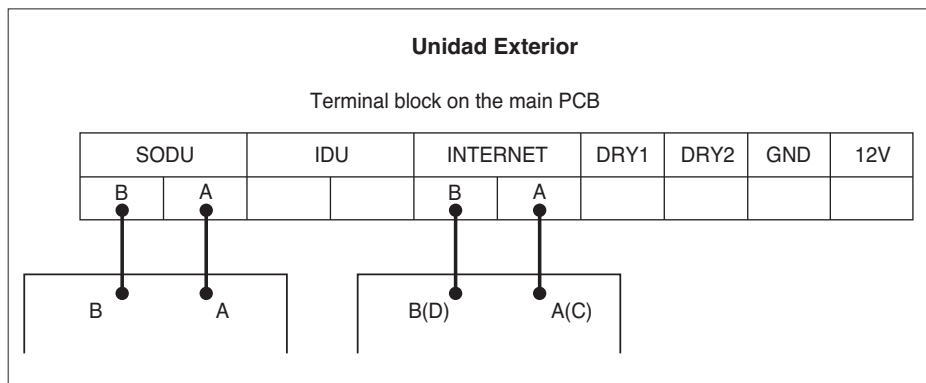 Unidad Exterior
Terminal block on the main PCB
SODU IDU INTERNET DRY1 DRY2 GND 12V
B A B A
B A B(D) A(C)